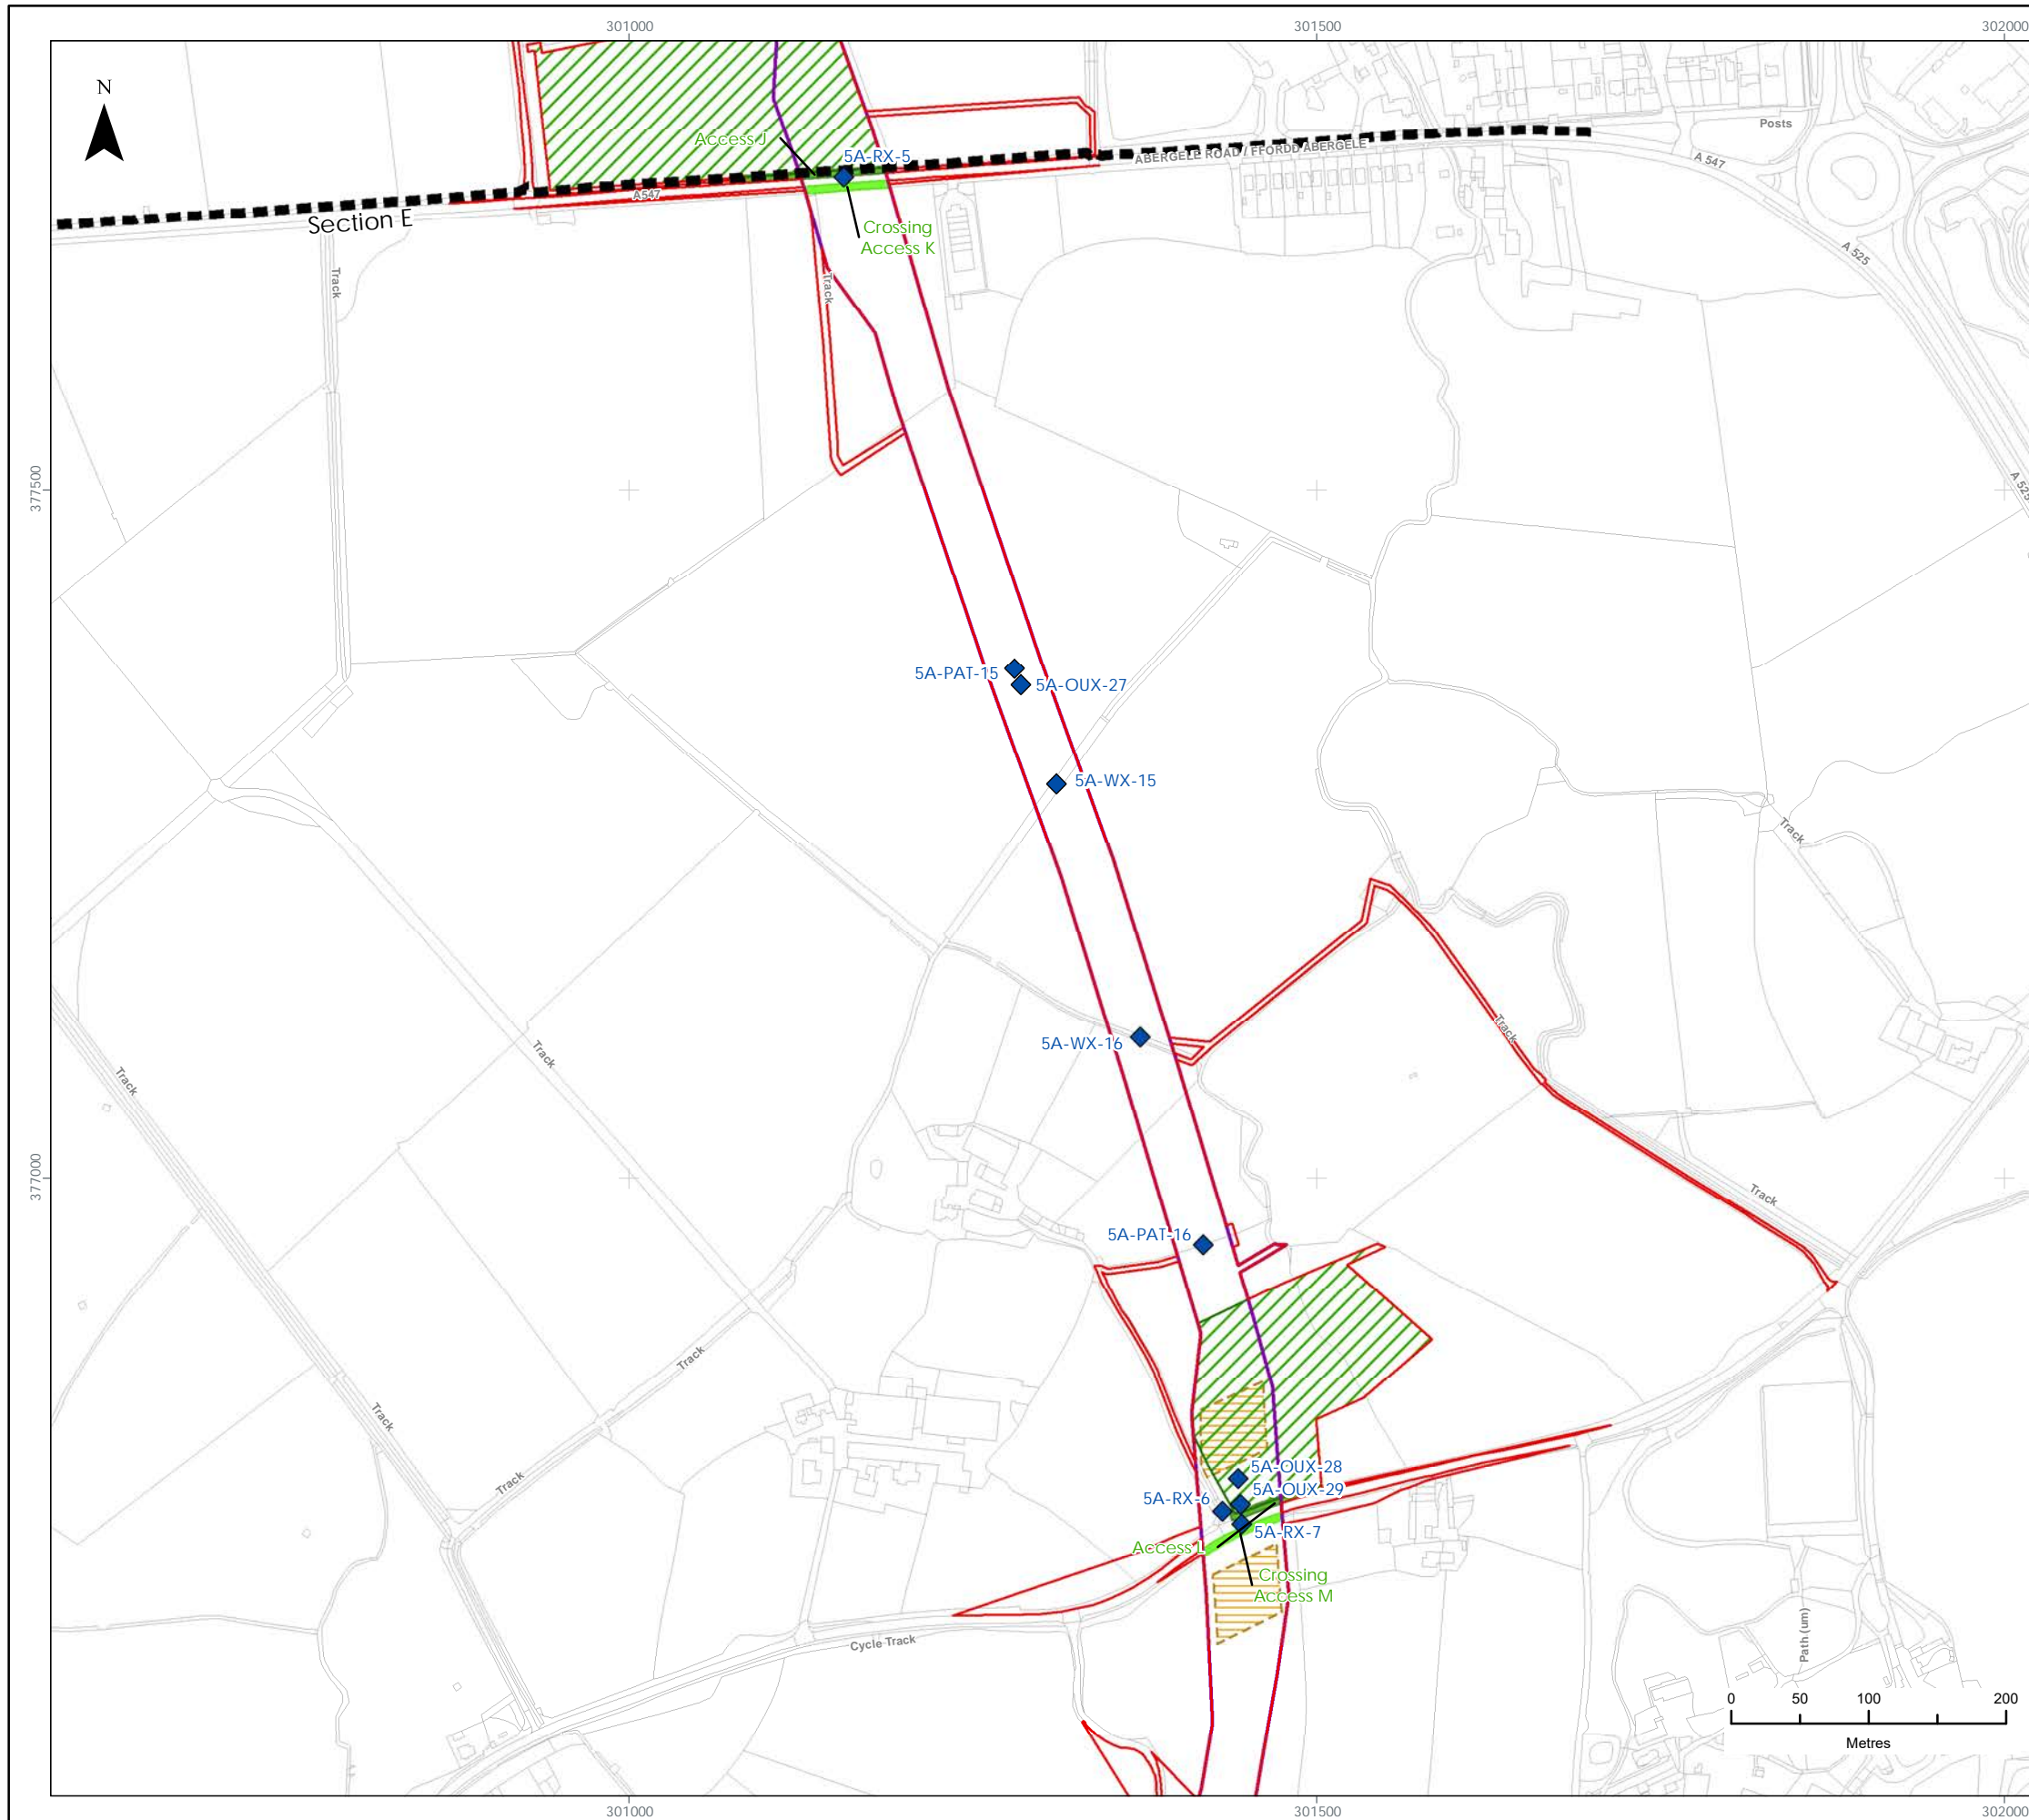 301000
301500
302000
N
Posts
Access J
5A-RX-5
ABERGELE ROAD / FFORDD ABERGELE
A 547
A547
Section E
Crossing
Access K
A 525
Track
Track
377500
A 525
5A-PAT-15
5A-OUX-27
5A-WX-15
Track
5A-WX-16
Track
Track
Track
377000
Track
5A-PAT-16
Track
Track
5A-OUX-28
Track
5A-OUX-29
5A-RX-6
5A-RX-7
Access L
Crossing
Access M
Cycle Track
Path (um)
0 50 100 200
Metres
301000
301500
302000